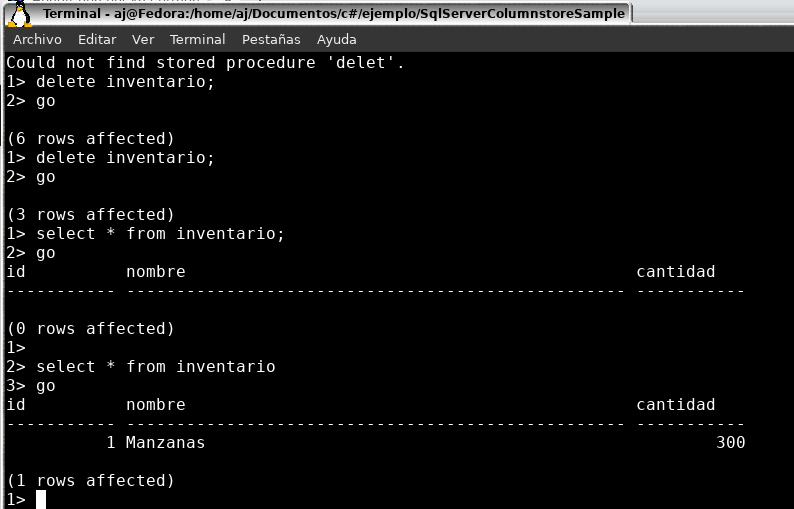 Terminal - aj@Fedora:/home/aj/Documentos/c#/ejemplo/SqlServerColumnstoreSample
Archivo Editar Ver Terminal Pestañas Ayuda
Could not find stored procedure 'delet'.
1> delete inventario;
2> go
(6 rows affected)
1> delete inventario;
2> go
(3 rows affected)
1> select * from inventario;
2> go
id nombre cantidad
----------- -------------------------------------------------- -----------
(0 rows affected)
1>
2> select * from inventario
3> go
id nombre cantidad
----------- -------------------------------------------------- -----------
1 Manzanas 300
(1 rows affected)
1>